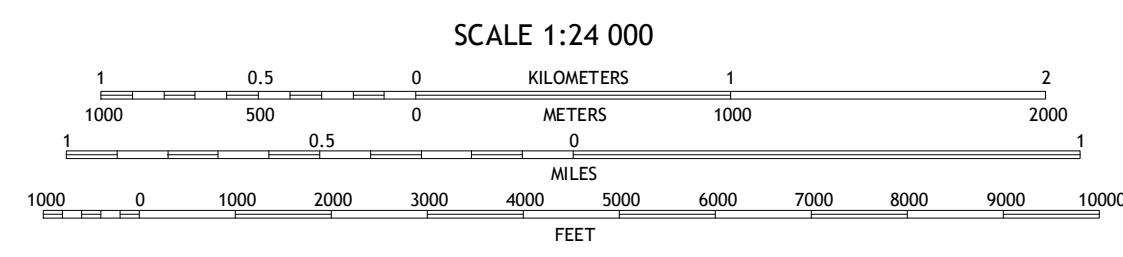 SCALE 1:24 000
1 0.5 0 KILOMETERS 1 2
1000 500 0 METERS 1000 2000
1 0.5 0 1
MILES
1000 0 1000 2000 3000 4000 5000 6000 7000 8000 9000 10000
FEET